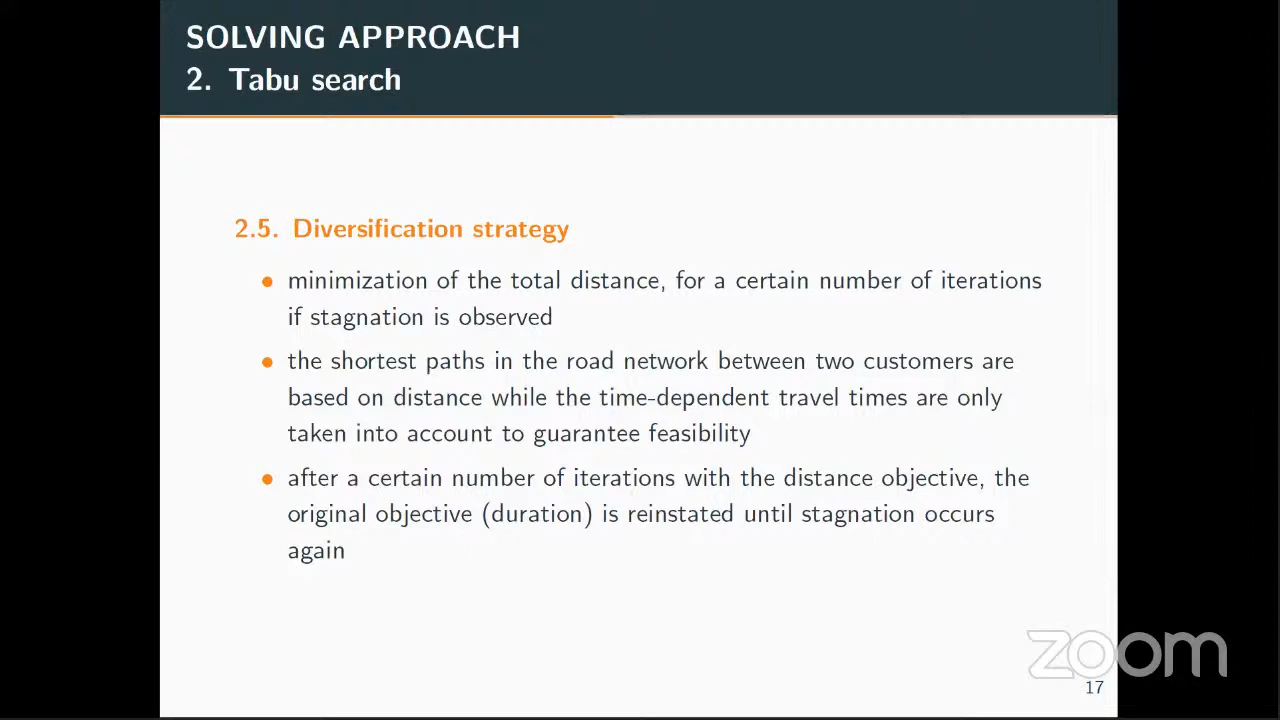 SOLVING APPROACH
2. Tabu search
2.5. Diversification strategy
• minimization of the total distance, for a certain number of iterations
if stagnation is observed
• the shortest paths in the road network between two customers are
based on distance while the time-dependent travel times are only
taken into account to guarantee feasibility
• after a certain number of iterations with the distance objective, the
original objective (duration) is reinstated until stagnation occurs
again
zoom
17